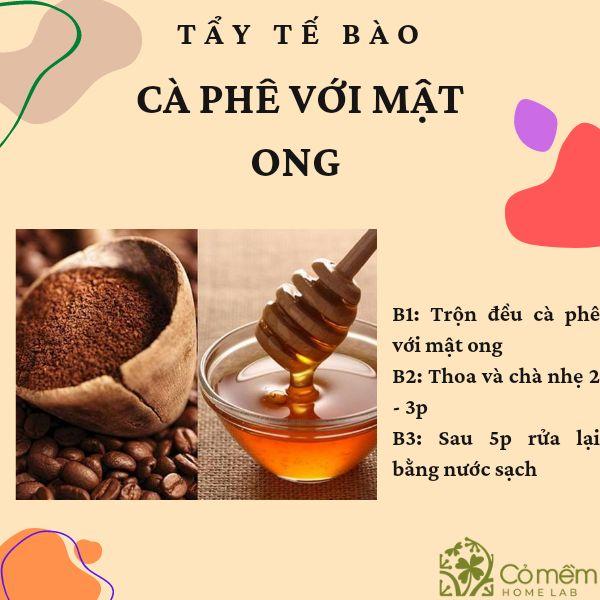 TẨY TẾ BÀO
CÀ PHÊ VỚI MẬT
ONG
B1: Trộn đều cà phê
với mật ong
B2: Thoa và chà nhẹ 2
- 3p
B3: Sau 5p rửa lại
bằng nước sạch
Cỏ mềm
HOME LAB